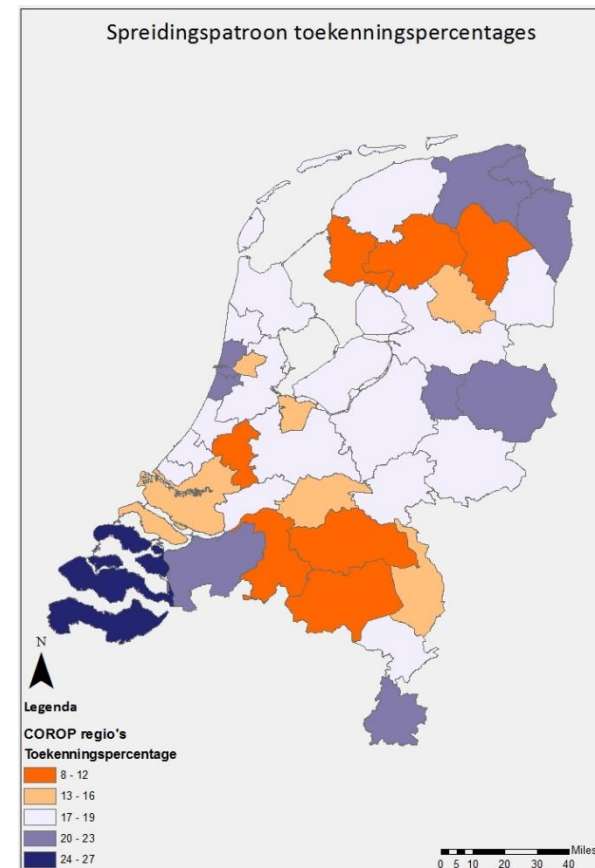 Spreidingspatroon toekenningspercentages
N
Legenda
COROP regio's
Toekenningspercentage
8 - 12
13 - 16
17 - 19
20 - 23
24 - 27
Miles
0 5 10 20 30 40